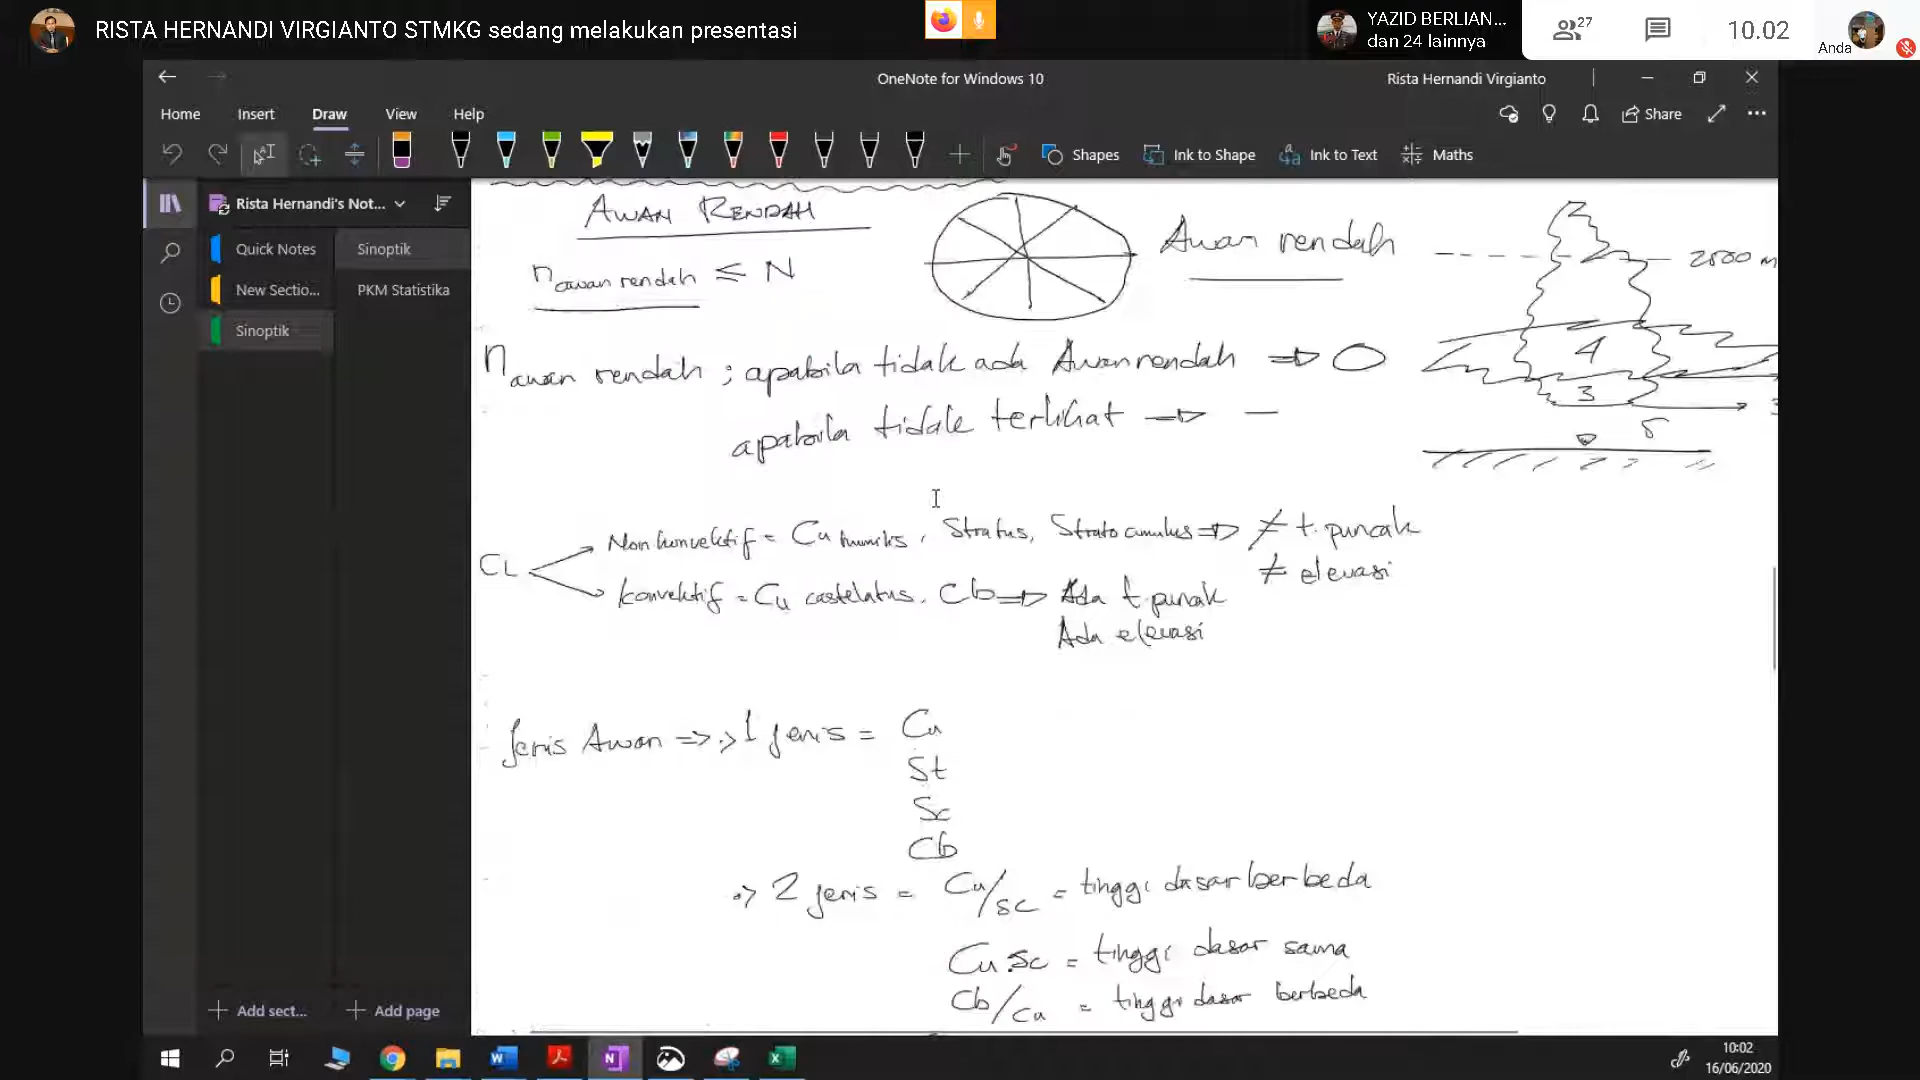 RISTA HERNANDI VIRGIANTO STMKG sedang melakukan presentasi
YAZID BERLIAN...
dan 24 lainnya
27
10.02
Anda
OneNote for Windows 10
Rista Hernandi Virgianto
Home Insert Draw View Help
Share
Shapes Ink to Shape Ink to Text Maths
Rista Hernandi's Not...
Quick Notes
New Sectio...
Sinoptik
Sinoptik
PKM Statistika
Add sect...
Add page
AWAN RENDAH
n awan rendah ≤ N
Awan rendah
2500 m
4
3
n awan rendah ; apabila tidak ada Awan rendah => O
apabila tidak terlihat => —
CL
Non konvektif = Cu humilis, Stratus, Strato cumulus => ≠ t. puncak
≠ elevasi
Konvektif = Cu castelatus, Cb => Ada t. puncak
Ada elevasi
Jenis Awan => .> 1 jenis = Cu
St
Sc
Cb
.> 2 jenis = Cu/Sc = tinggi dasar berbeda
Cu.Sc = tinggi dasar sama
Cb/Cu = tinggi dasar berbeda
10:02
16/06/2020